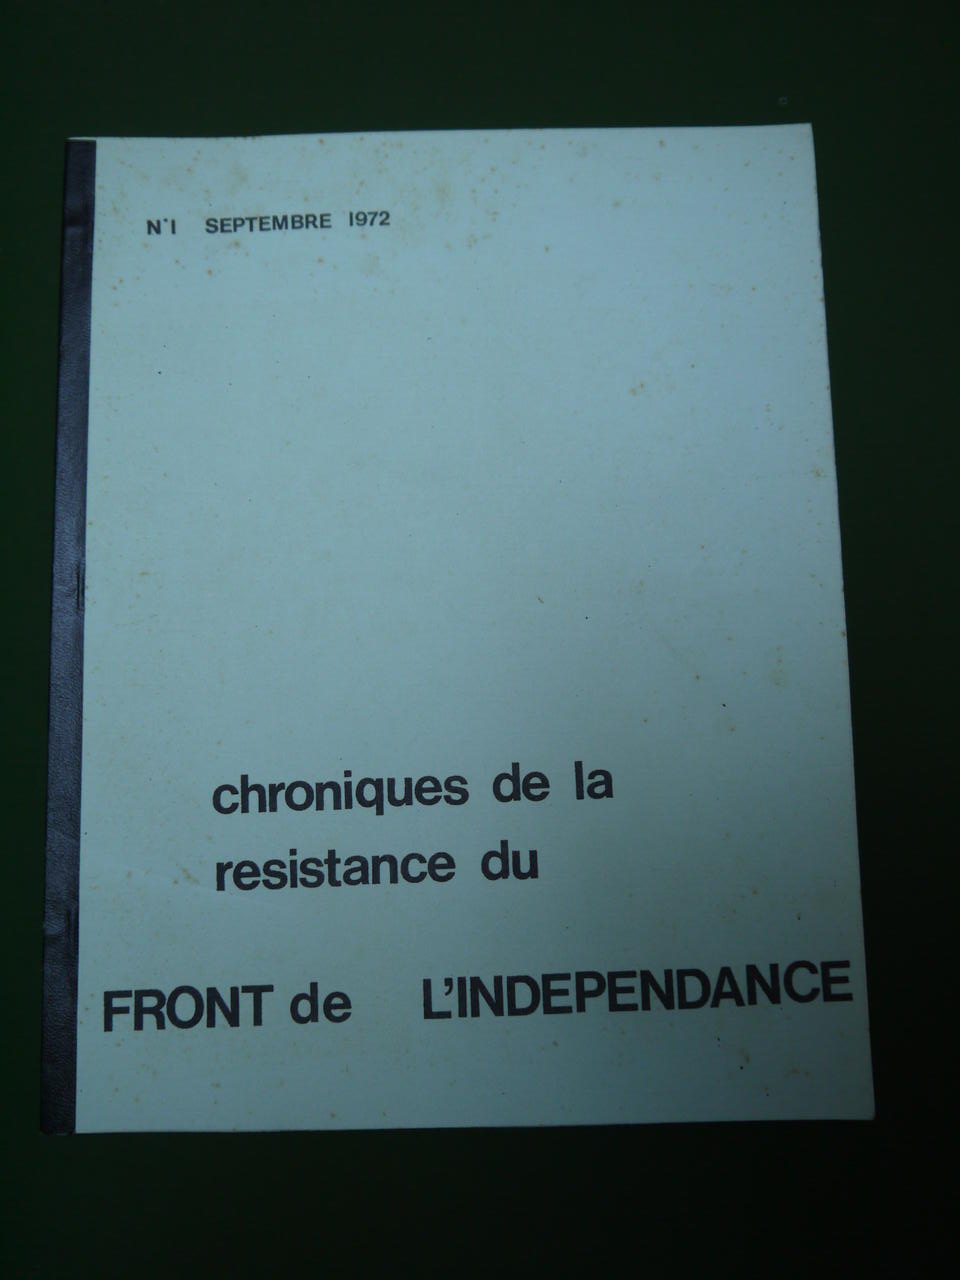 N°1 SEPTEMBRE 1972
chroniques de la
resistance du
FRONT de L'INDEPENDANCE